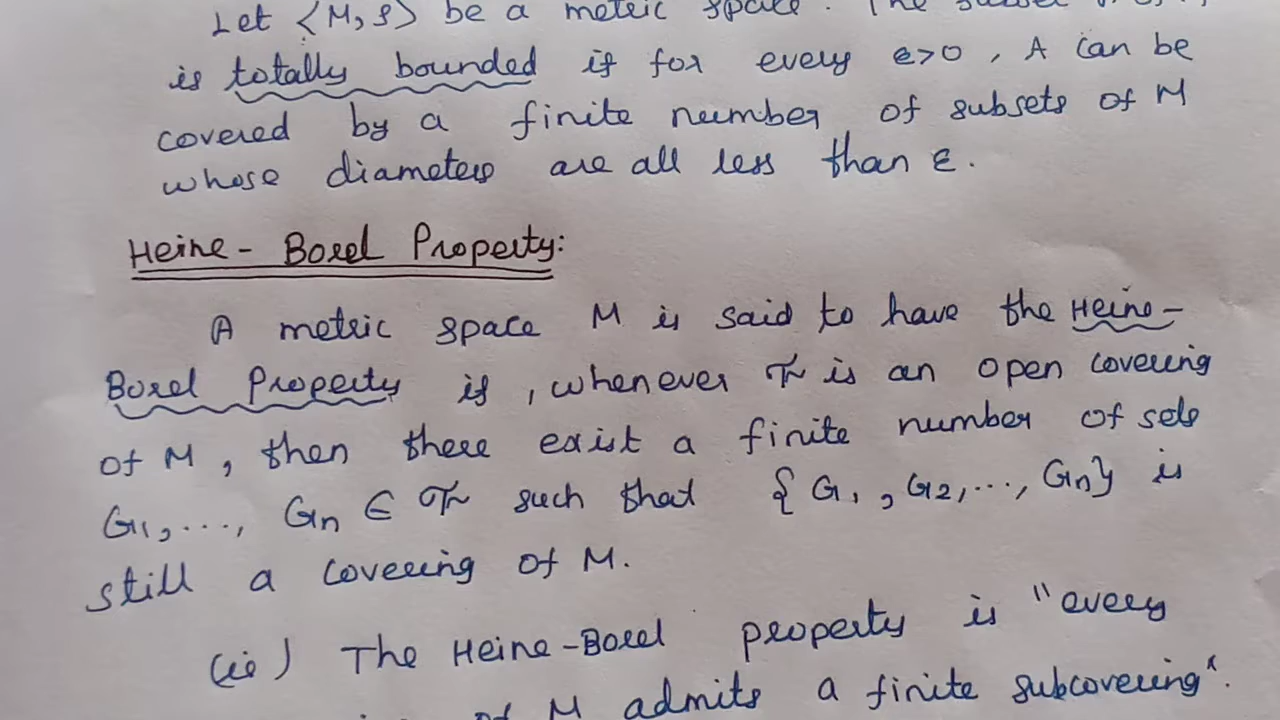 Let ⟨M, ρ⟩ be a metric space. The subset
is totally bounded if for every ε>0, A can be
covered by a finite number of subsets of M
whose diameters are all less than ε.
Heine - Borel Property:
A metric space M is said to have the Heine-
Borel Property if, whenever 𝓕 is an open covering
of M, then there exist a finite number of sets
G1, ..., Gn ∈ 𝓕 such that {G1, G2, ..., Gn} is
still a covering of M.
(ie) The Heine-Borel property is "every
of M admits a finite subcovering".